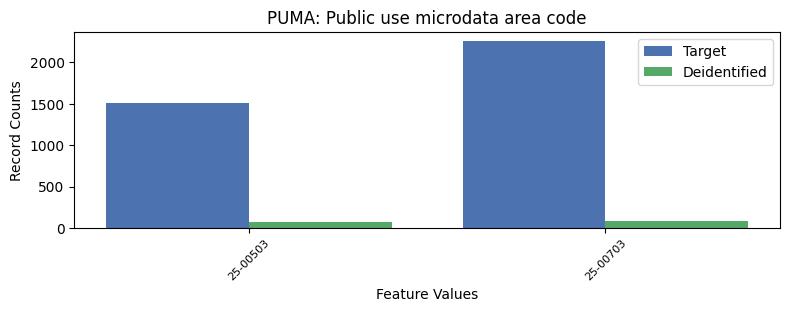 PUMA: Public use microdata area code
Target
Deidentified
Record Counts
2000
1500
1000
500
0
25-00503
25-00703
Feature Values